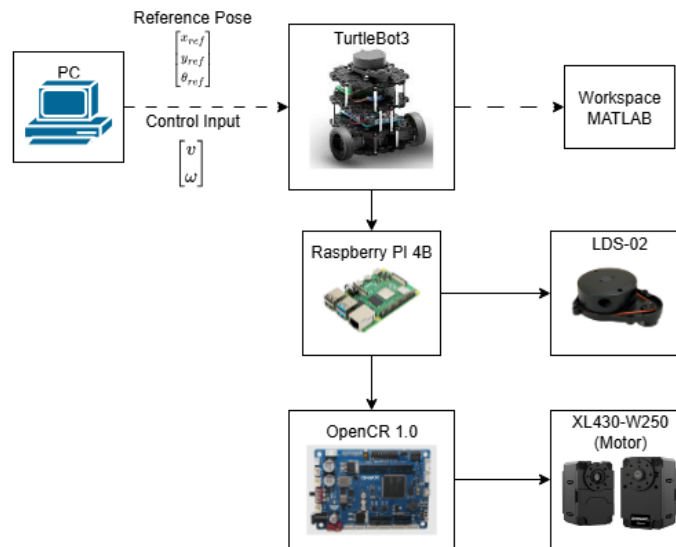 Reference Pose
x_ref
y_ref
θ_ref
PC
Control Input
v
ω
TurtleBot3
Workspace
MATLAB
Raspberry PI 4B
LDS-02
OpenCR 1.0
XL430-W250
(Motor)